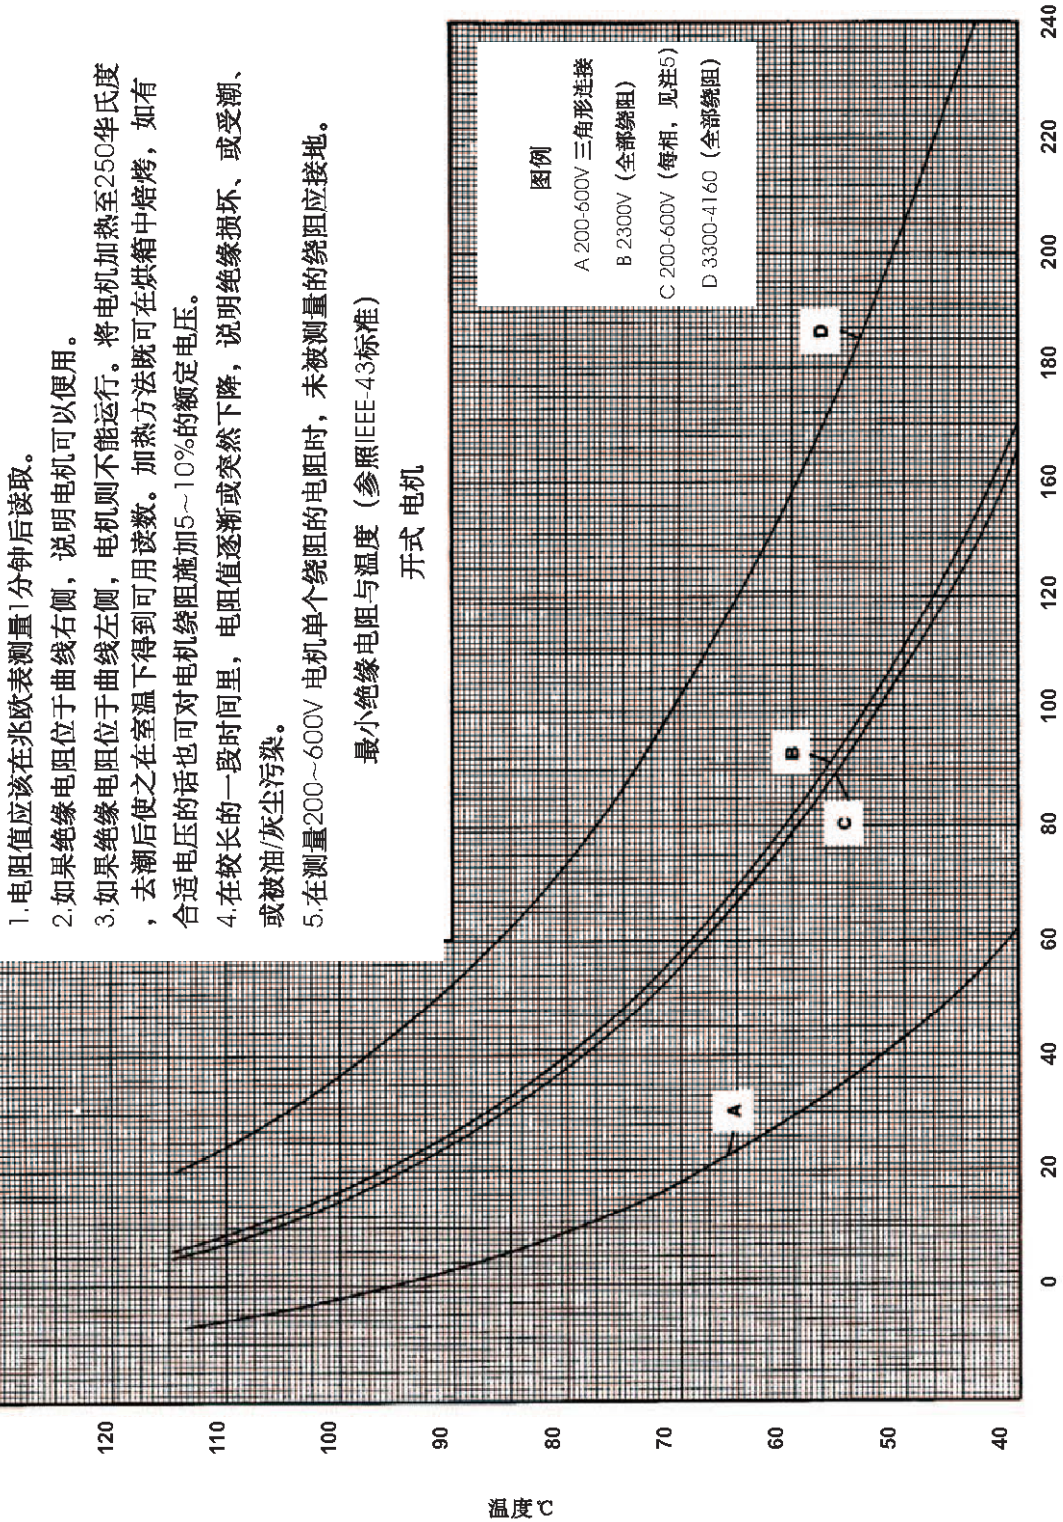 1.电阻值应该在兆欧表测量1分钟后读取。
2.如果绝缘电阻位于曲线右侧，说明电机可以便用。
3.如果绝缘电阻位于曲线左侧，电机则不能运行。将电机加热至250华氏度
，去潮后使之在室温下得到可用读数。加热方法既可在烘箱中焙烤，如有
合适电压的话也可对电机绕阻施加5~10%的额定电压。
4.在较长的一段时间里，电阻值逐渐或突然下降，说明绝缘损坏、或受潮、
或被油/灰尘污染。
5.在测量200~600V 电机单个绕阻的电阻时，未被测量的绕阻应接地。
最小绝缘电阻与温度（参照IEEE-43标准）
开式 电机
图例
A 200-600V 三角形连接
B 2300V（全部绕阻）
C 200-600V（每相，见注5）
D 3300-4160（全部绕阻）
A
B
C
D
温度℃
120
110
100
90
80
70
60
50
40
0
20
40
60
80
100
120
140
160
180
200
220
240